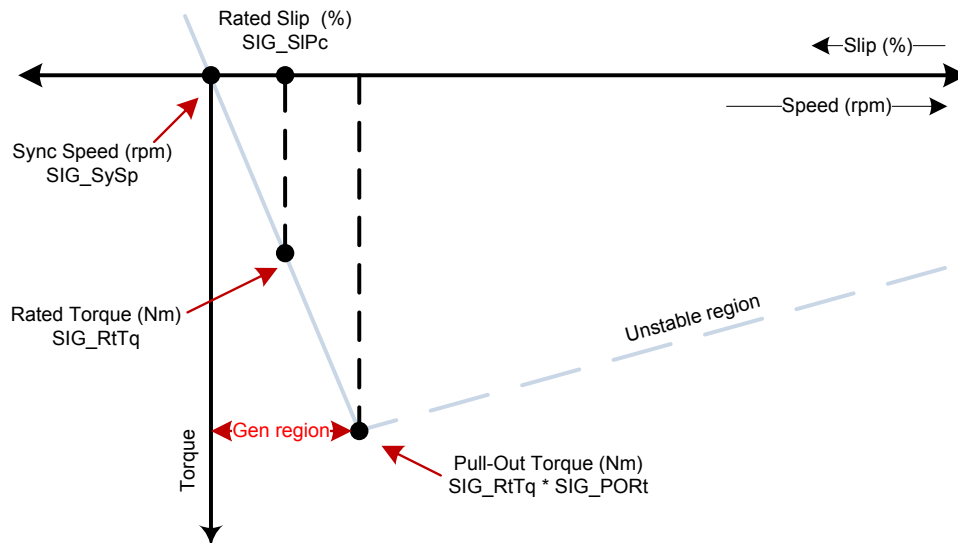 Rated Slip (%)
SIG_SlPc
Slip (%)
Speed (rpm)
Sync Speed (rpm)
SIG_SySp
Rated Torque (Nm)
SIG_RtTq
Unstable region
Gen region
Torque
Pull-Out Torque (Nm)
SIG_RtTq * SIG_PORt